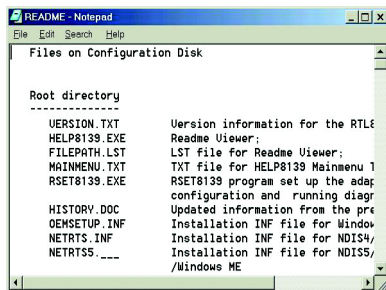 README - Notepad
File Edit Search Help
Files on Configuration Disk
Root directory
--------------
VERSION.TXT Version information for the RTL8
HELP8139.EXE Readme Viewer;
FILEPATH.LST LST file for Readme Viewer;
MAINMENU.TXT TXT file for HELP8139 Mainmenu T
RSET8139.EXE RSET8139 program set up the adap
configuration and running diagn
HISTORY.DOC Updated information from the pre
OEMSETUP.INF Installation INF file for Window
NETRTS.INF Installation INF file for NDIS4/
NETRTS5.___ Installation INF file for NDIS5/
/Windows ME